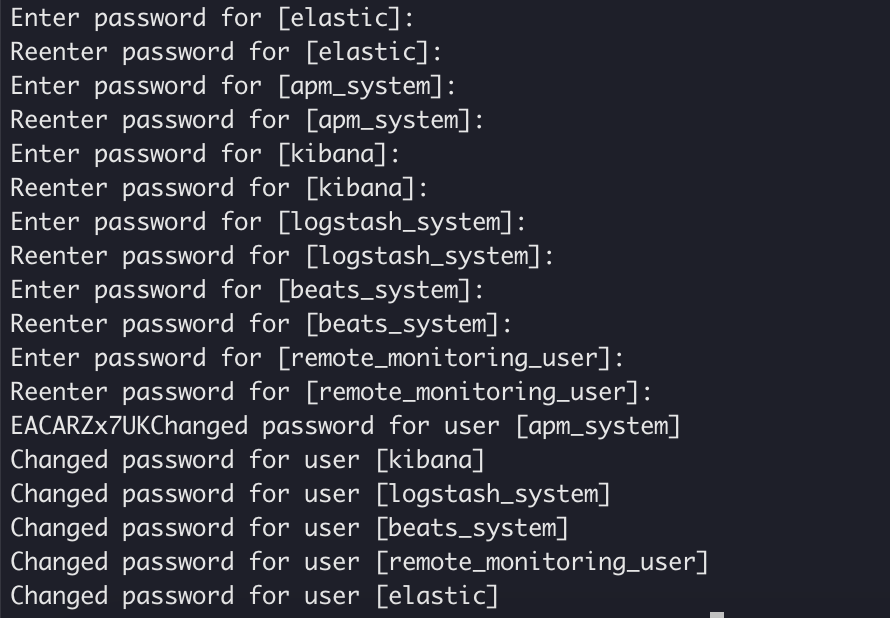 Enter password for [elastic]:
Reenter password for [elastic]:
Enter password for [apm_system]:
Reenter password for [apm_system]:
Enter password for [kibana]:
Reenter password for [kibana]:
Enter password for [logstash_system]:
Reenter password for [logstash_system]:
Enter password for [beats_system]:
Reenter password for [beats_system]:
Enter password for [remote_monitoring_user]:
Reenter password for [remote_monitoring_user]:
EACARZx7UKChanged password for user [apm_system]
Changed password for user [kibana]
Changed password for user [logstash_system]
Changed password for user [beats_system]
Changed password for user [remote_monitoring_user]
Changed password for user [elastic]